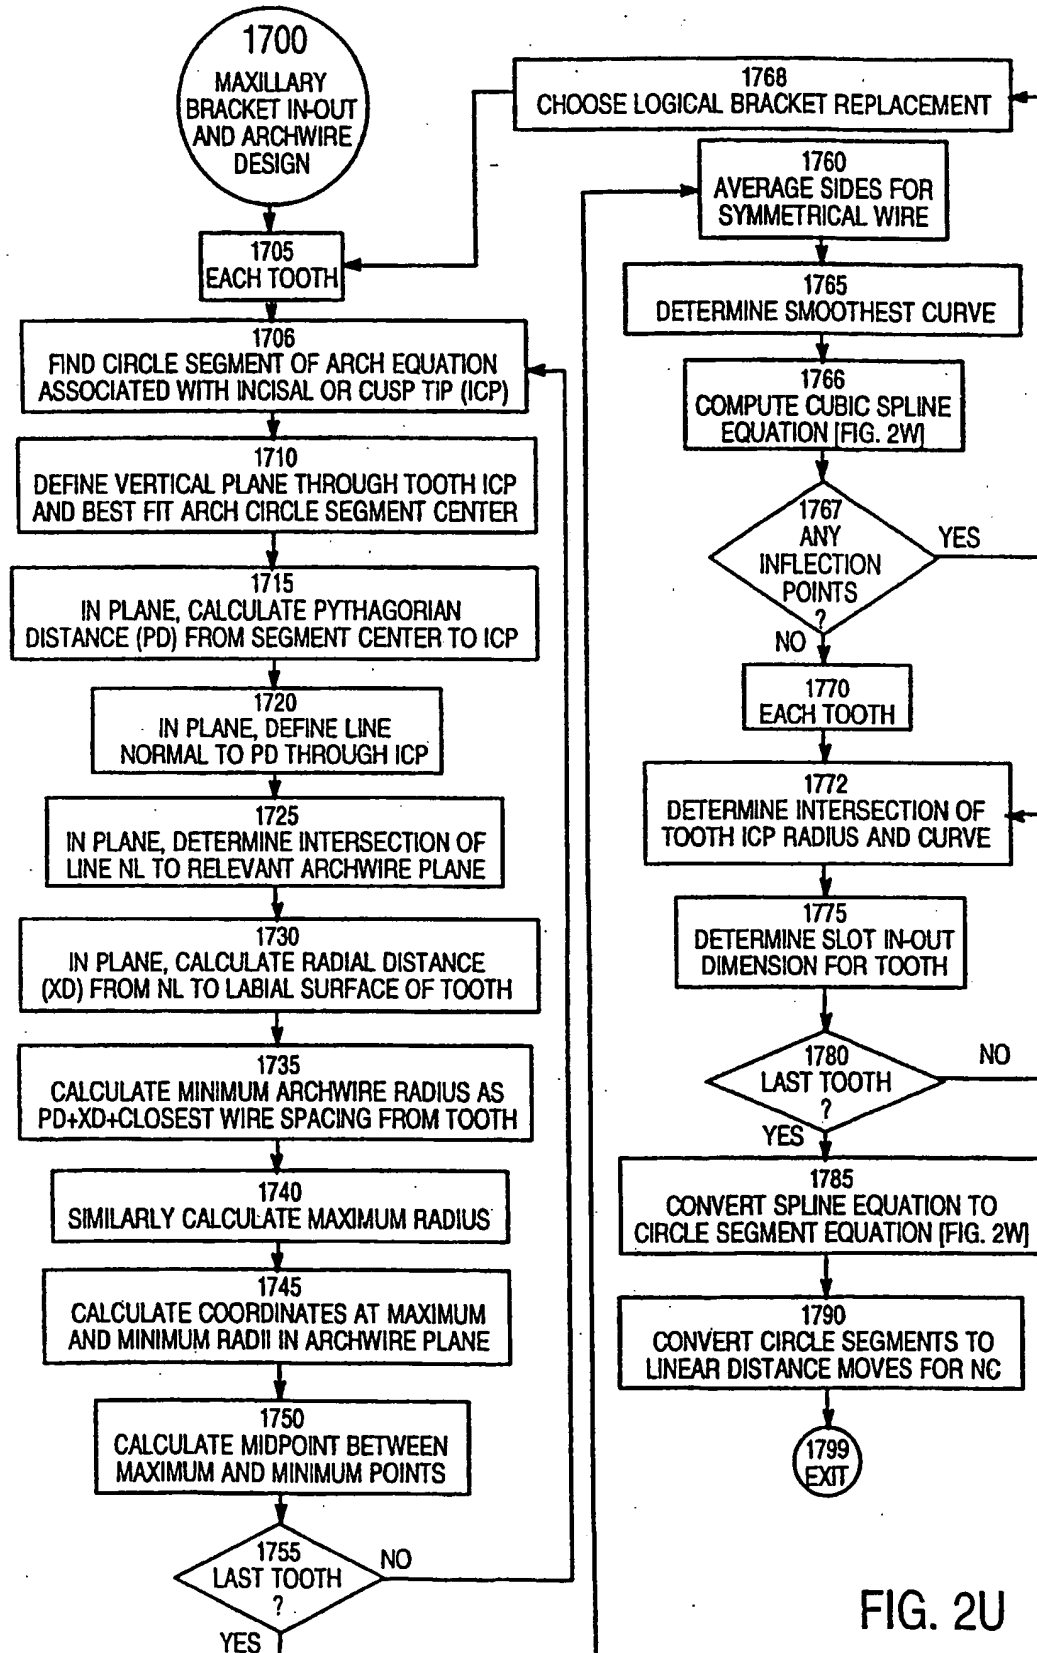 1700
MAXILLARY
BRACKET IN-OUT
AND ARCHWIRE
DESIGN
1705
EACH TOOTH
1706
FIND CIRCLE SEGMENT OF ARCH EQUATION
ASSOCIATED WITH INCISAL OR CUSP TIP (ICP)
1710
DEFINE VERTICAL PLANE THROUGH TOOTH ICP
AND BEST FIT ARCH CIRCLE SEGMENT CENTER
1715
IN PLANE, CALCULATE PYTHAGORIAN
DISTANCE (PD) FROM SEGMENT CENTER TO ICP
1720
IN PLANE, DEFINE LINE
NORMAL TO PD THROUGH ICP
1725
IN PLANE, DETERMINE INTERSECTION OF
LINE NL TO RELEVANT ARCHWIRE PLANE
1730
IN PLANE, CALCULATE RADIAL DISTANCE
(XD) FROM NL TO LABIAL SURFACE OF TOOTH
1735
CALCULATE MINIMUM ARCHWIRE RADIUS AS
PD+XD+CLOSEST WIRE SPACING FROM TOOTH
1740
SIMILARLY CALCULATE MAXIMUM RADIUS
1745
CALCULATE COORDINATES AT MAXIMUM
AND MINIMUM RADII IN ARCHWIRE PLANE
1750
CALCULATE MIDPOINT BETWEEN
MAXIMUM AND MINIMUM POINTS
1755
LAST TOOTH
?
NO
YES
1768
CHOOSE LOGICAL BRACKET REPLACEMENT
1760
AVERAGE SIDES FOR
SYMMETRICAL WIRE
1765
DETERMINE SMOOTHEST CURVE
1766
COMPUTE CUBIC SPLINE
EQUATION [FIG. 2W]
1767
ANY
INFLECTION
POINTS
?
YES
NO
1770
EACH TOOTH
1772
DETERMINE INTERSECTION OF
TOOTH ICP RADIUS AND CURVE
1775
DETERMINE SLOT IN-OUT
DIMENSION FOR TOOTH
1780
LAST TOOTH
?
NO
YES
1785
CONVERT SPLINE EQUATION TO
CIRCLE SEGMENT EQUATION [FIG. 2W]
1790
CONVERT CIRCLE SEGMENTS TO
LINEAR DISTANCE MOVES FOR NC
1799
EXIT
FIG. 2U